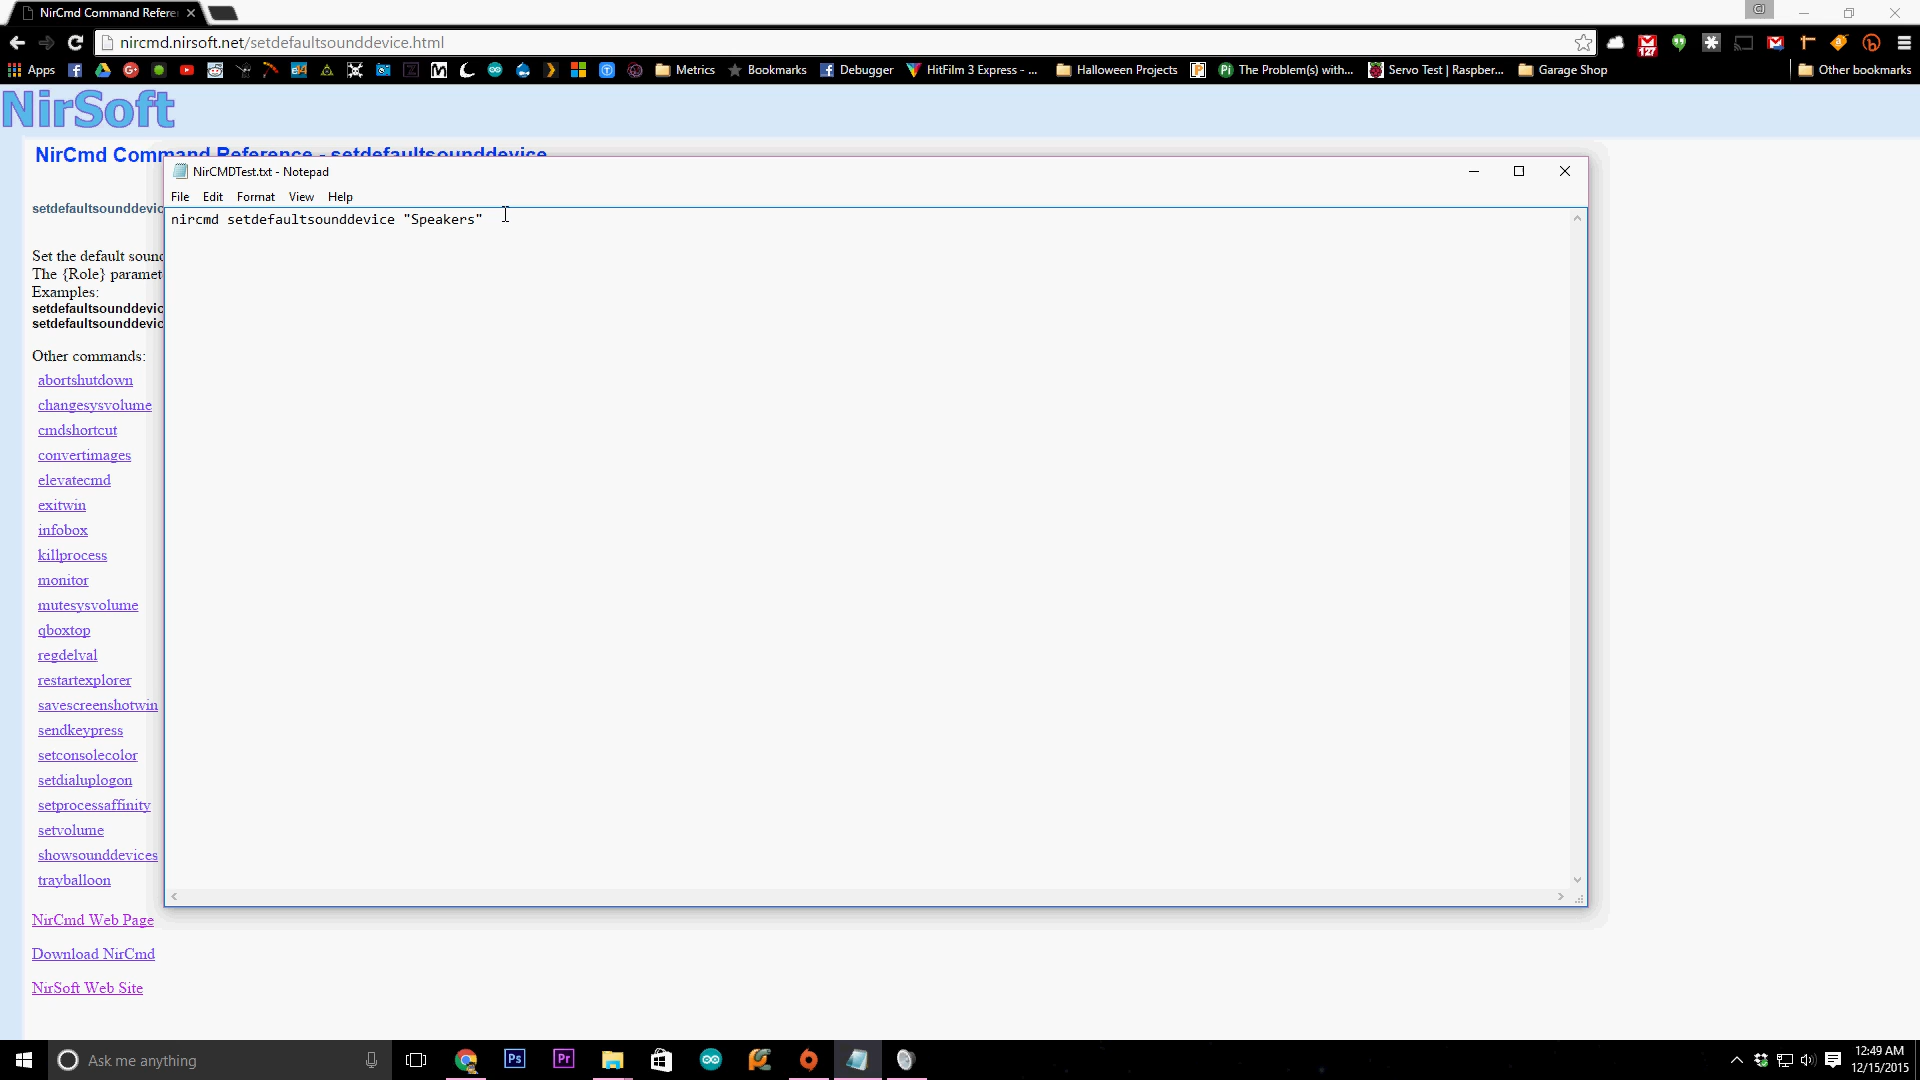 NirCmd Command Refere
nircmd.nirsoft.net/setdefaultsounddevice.html
127
Apps
Metrics
Bookmarks
Debugger
HitFilm 3 Express - ...
Halloween Projects
The Problem(s) with...
Servo Test | Raspber...
Garage Shop
Other bookmarks
NirSoft
NirCmd Command Reference - setdefaultsounddevice
NirCMDTest.txt - Notepad
File Edit Format View Help
nircmd setdefaultsounddevice "Speakers"
setdefaultsounddevic
Set the default sound
The {Role} paramet
Examples:
setdefaultsounddevic
setdefaultsounddevic
Other commands:
abortshutdown
changesysvolume
cmdshortcut
convertimages
elevatecmd
exitwin
infobox
killprocess
monitor
mutesysvolume
qboxtop
regdelval
restartexplorer
savescreenshotwin
sendkeypress
setconsolecolor
setdialuplogon
setprocessaffinity
setvolume
showsounddevices
trayballoon
NirCmd Web Page
Download NirCmd
NirSoft Web Site
Ask me anything
Ps
Pr
12:49 AM
12/15/2015